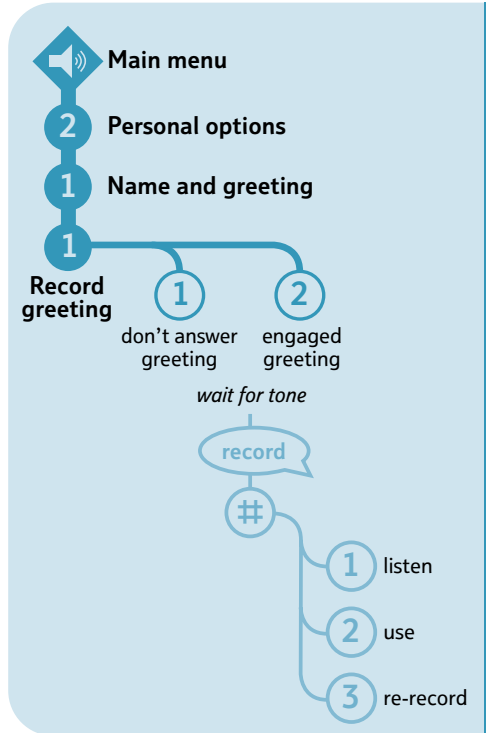 Main menu
2 Personal options
1 Name and greeting
1
Record
greeting
1 2
don't answer engaged
greeting greeting
wait for tone
record
#
1 listen
2 use
3 re-record